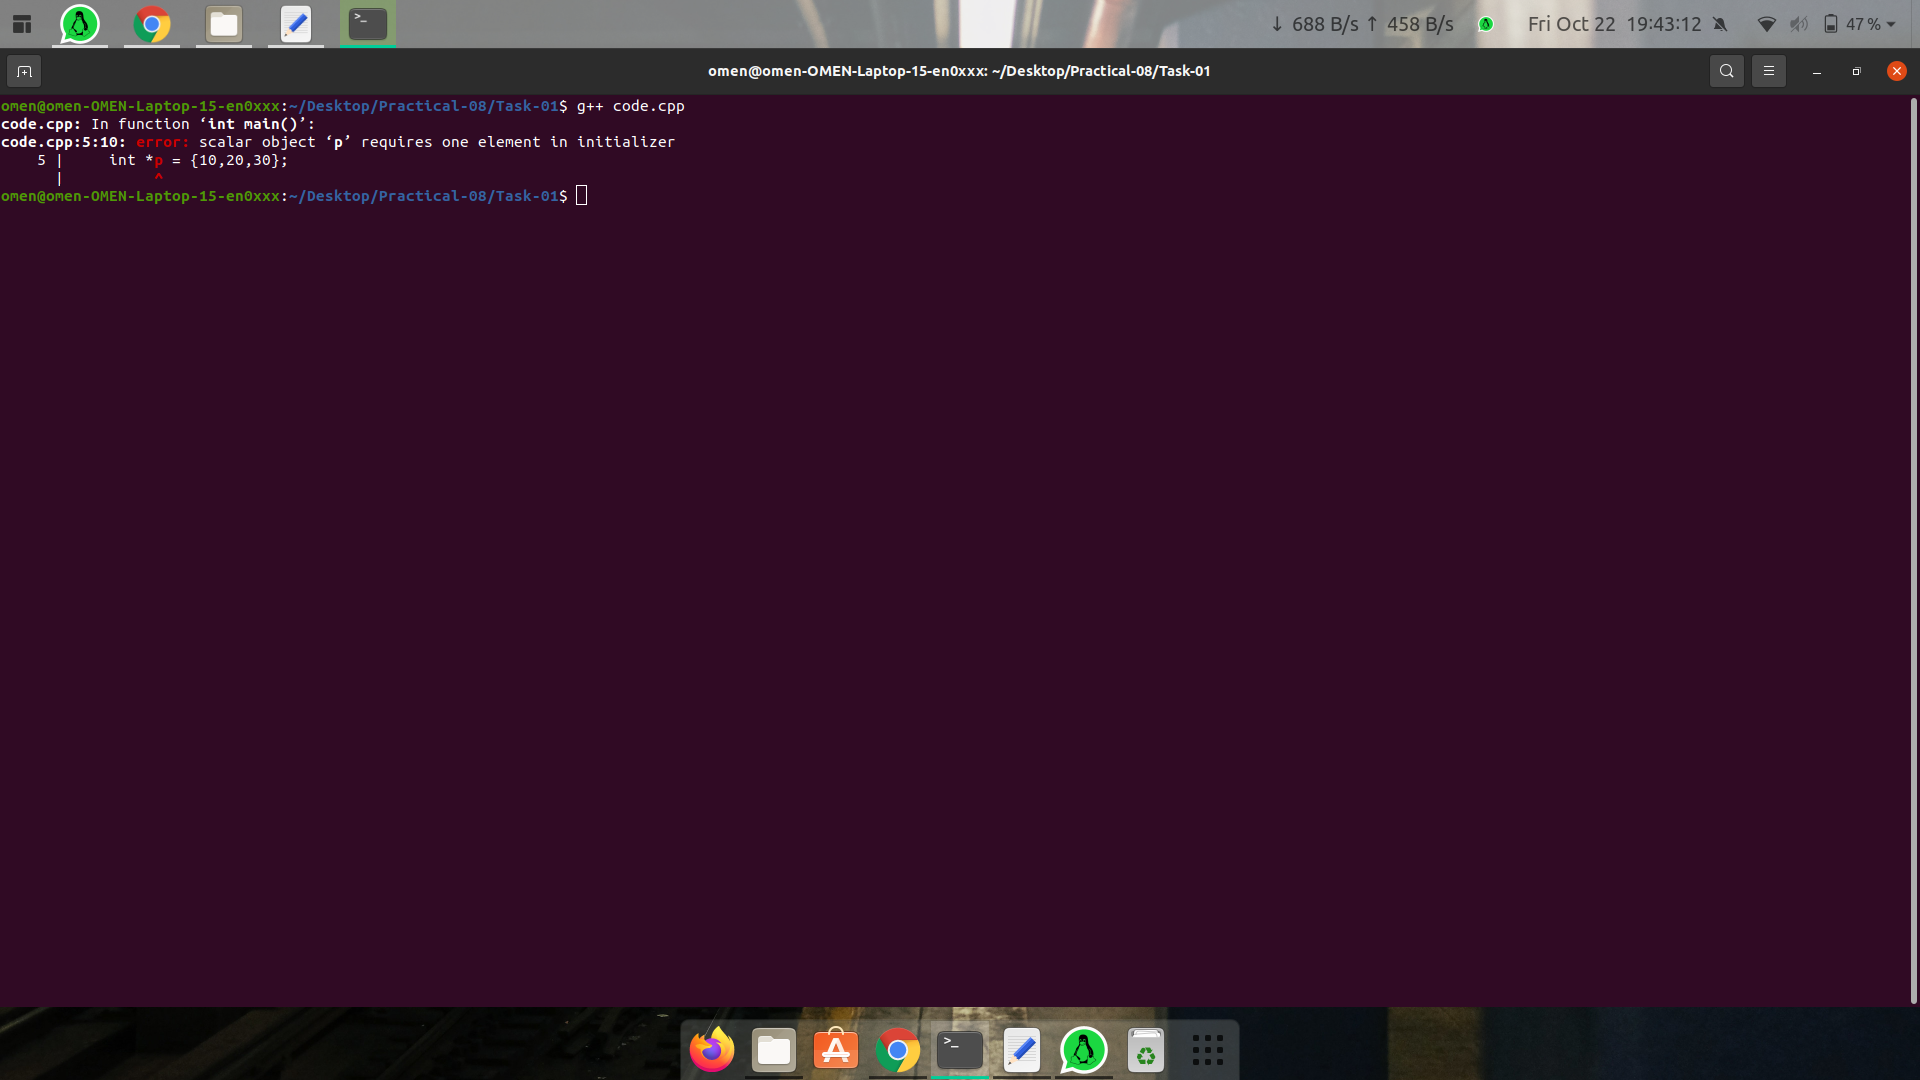 ↓ 688 B/s ↑ 458 B/s Fri Oct 22 19:43:12 47 %
omen@omen-OMEN-Laptop-15-en0xxx: ~/Desktop/Practical-08/Task-01
omen@omen-OMEN-Laptop-15-en0xxx:~/Desktop/Practical-08/Task-01$ g++ code.cpp
code.cpp: In function ‘int main()’:
code.cpp:5:10: error: scalar object ‘p’ requires one element in initializer
    5 |     int *p = {10,20,30};
      |          ^
omen@omen-OMEN-Laptop-15-en0xxx:~/Desktop/Practical-08/Task-01$